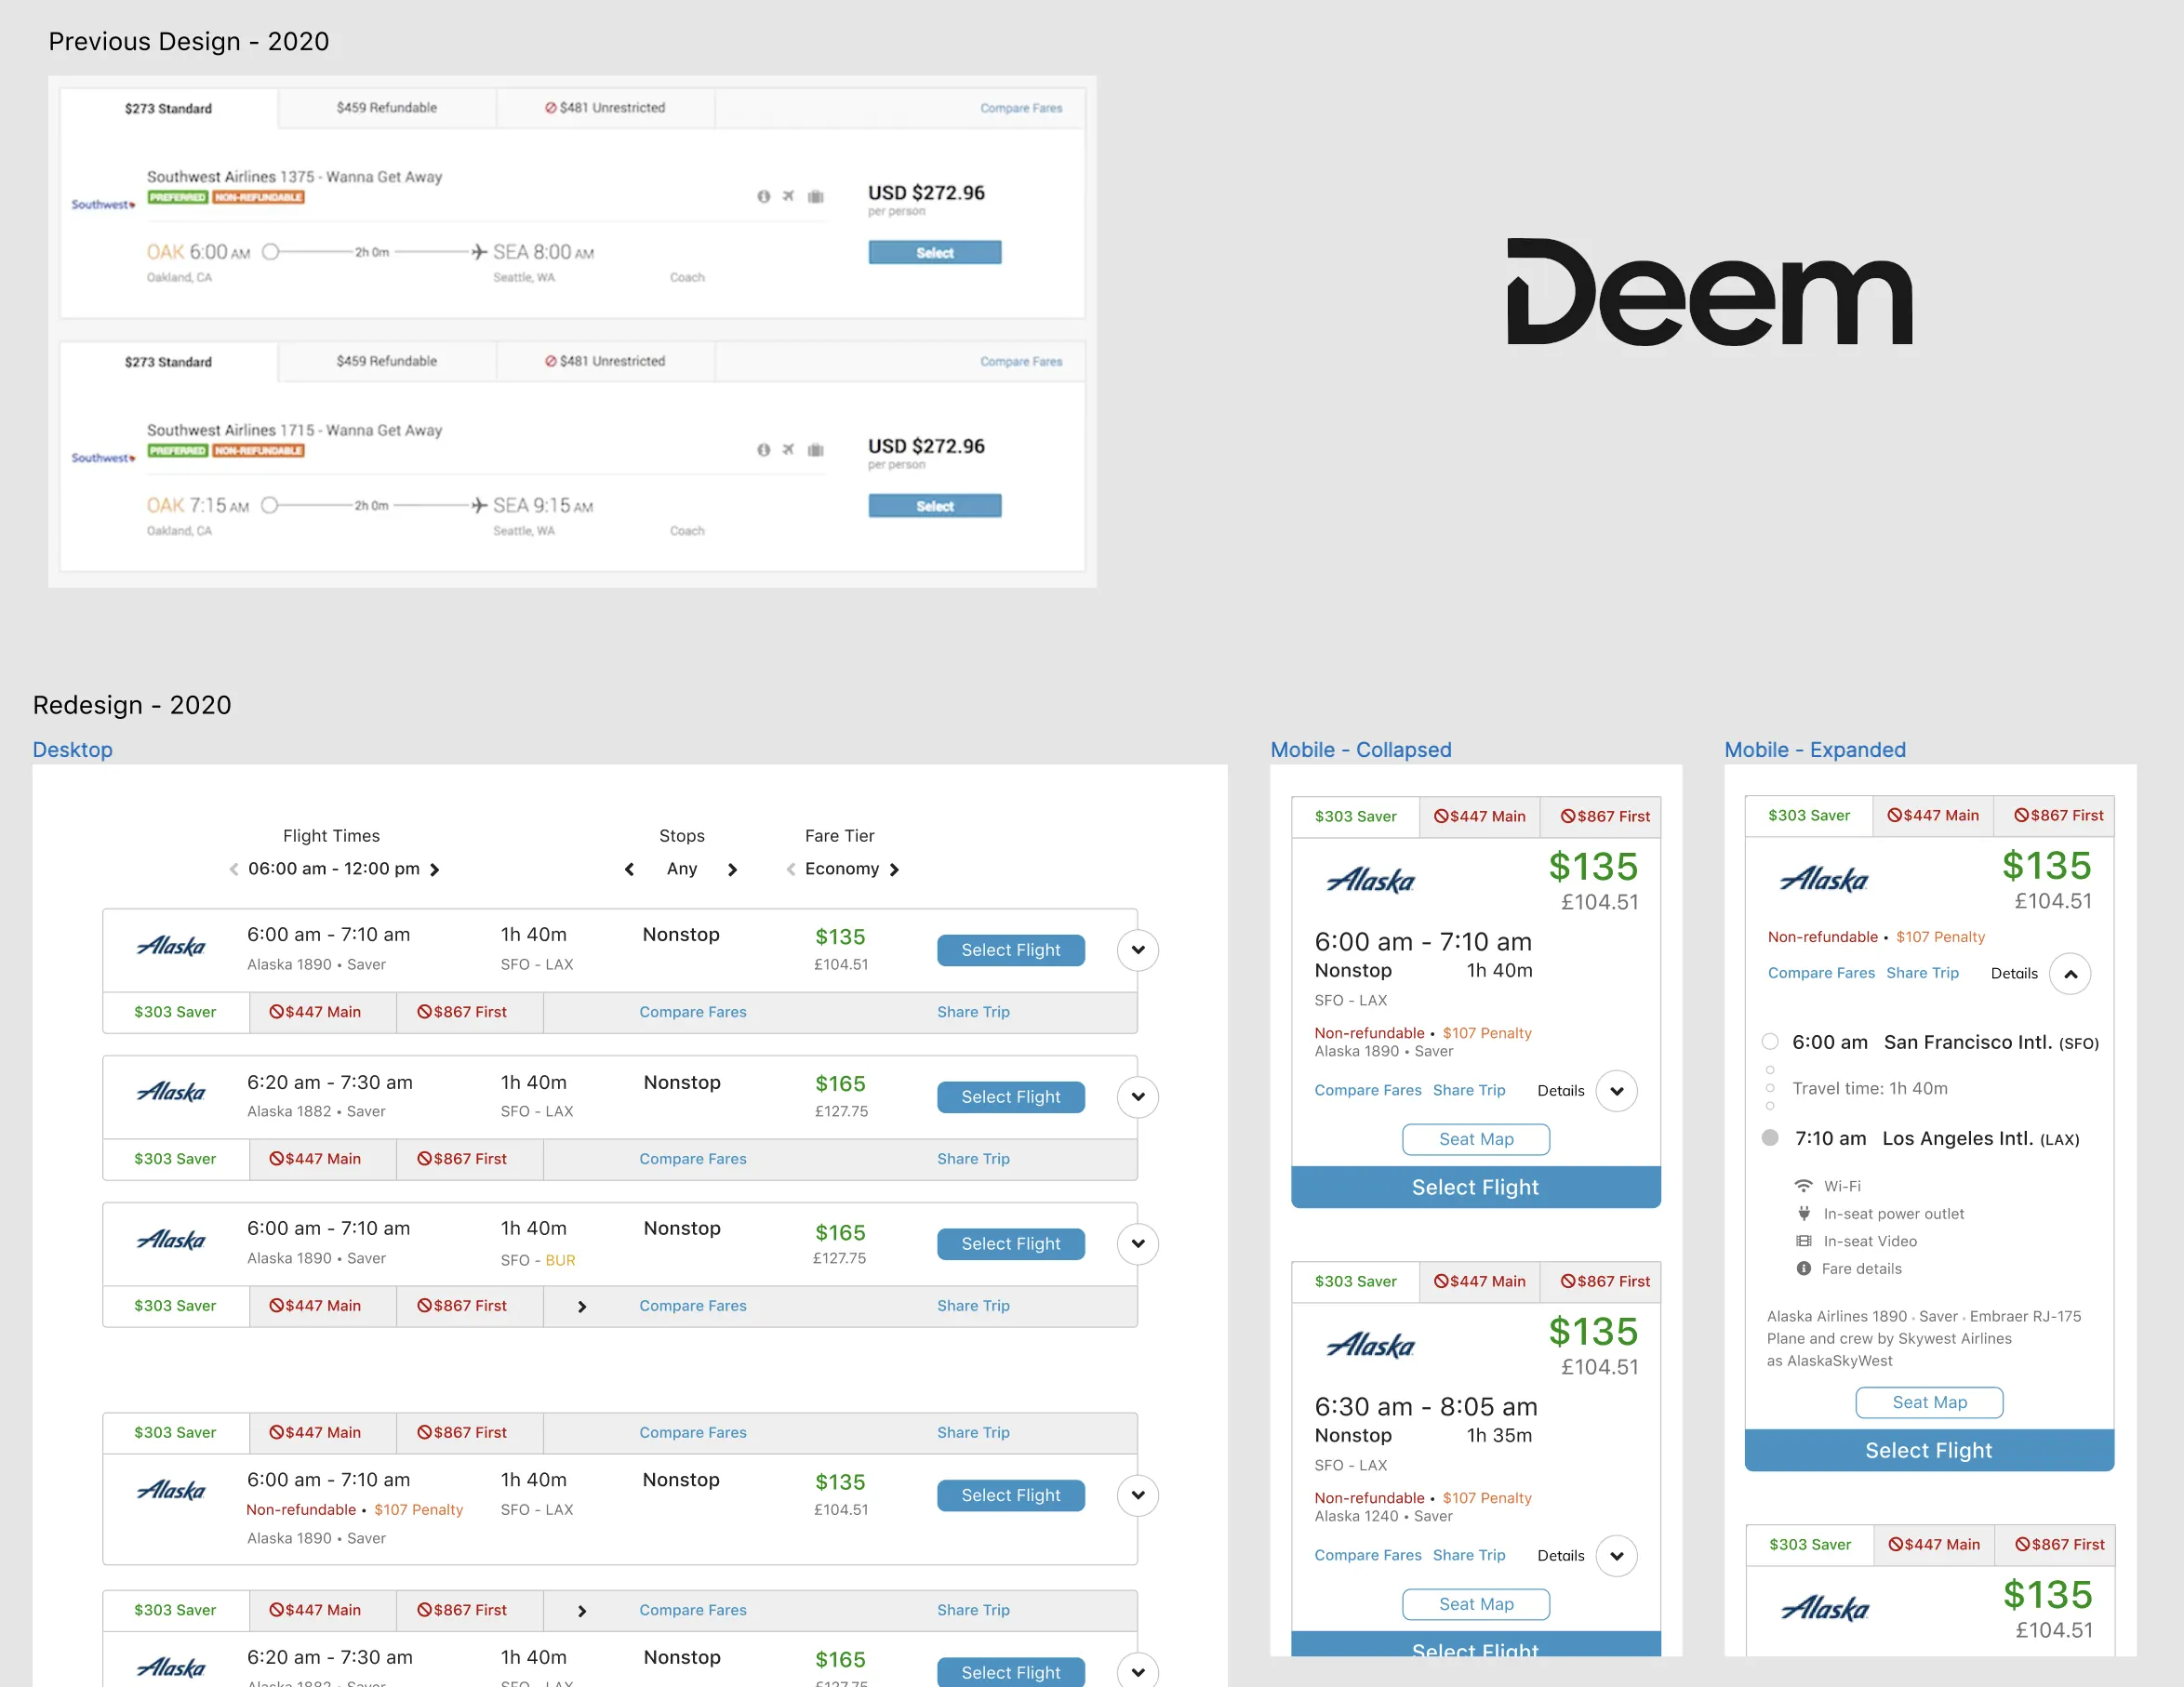 Previous Design - 2020
$273 Standard $459 Refundable $481 Unrestricted Compare Fares
Southwest Airlines 1375 - Wanna Get Away
PREFERRED NON-REFUNDABLE
Southwest
USD $272.96
per person
OAK 6:00 AM 2h 0m SEA 8:00 AM
Select
Oakland, CA Seattle, WA Coach
$273 Standard $459 Refundable $481 Unrestricted Compare Fares
Southwest Airlines 1715 - Wanna Get Away
PREFERRED NON-REFUNDABLE
Southwest
USD $272.96
per person
OAK 7:15 AM 2h 0m SEA 9:15 AM
Select
Oakland, CA Seattle, WA Coach
Deem
Redesign - 2020
Desktop
Flight Times Stops Fare Tier
06:00 am - 12:00 pm Any Economy
Alaska
6:00 am - 7:10 am 1h 40m Nonstop $135 Select Flight
Alaska 1890 • Saver SFO - LAX £104.51
$303 Saver $447 Main $867 First Compare Fares Share Trip
Alaska
6:20 am - 7:30 am 1h 40m Nonstop $165 Select Flight
Alaska 1882 • Saver SFO - LAX £127.75
$303 Saver $447 Main $867 First Compare Fares Share Trip
Alaska
6:00 am - 7:10 am 1h 40m Nonstop $165 Select Flight
Alaska 1890 • Saver SFO - BUR £127.75
$303 Saver $447 Main $867 First Compare Fares Share Trip
$303 Saver $447 Main $867 First Compare Fares Share Trip
Alaska
6:00 am - 7:10 am 1h 40m Nonstop $135 Select Flight
Non-refundable • $107 Penalty SFO - LAX £104.51
Alaska 1890 • Saver
$303 Saver $447 Main $867 First Compare Fares Share Trip
Alaska
6:20 am - 7:30 am 1h 40m Nonstop $165 Select Flight
Alaska 1882 • Saver SFO - LAX £127.75
Mobile - Collapsed
$303 Saver $447 Main $867 First
Alaska
$135
£104.51
6:00 am - 7:10 am
Nonstop 1h 40m
SFO - LAX
Non-refundable • $107 Penalty
Alaska 1890 • Saver
Compare Fares Share Trip Details
Seat Map
Select Flight
$303 Saver $447 Main $867 First
Alaska
$135
£104.51
6:30 am - 8:05 am
Nonstop 1h 35m
SFO - LAX
Non-refundable • $107 Penalty
Alaska 1240 • Saver
Compare Fares Share Trip Details
Seat Map
Select Flight
Mobile - Expanded
$303 Saver $447 Main $867 First
Alaska
$135
£104.51
Non-refundable • $107 Penalty
Compare Fares Share Trip Details
6:00 am San Francisco Intl. (SFO)
Travel time: 1h 40m
7:10 am Los Angeles Intl. (LAX)
Wi-Fi
In-seat power outlet
In-seat Video
Fare details
Alaska Airlines 1890 • Saver • Embraer RJ-175
Plane and crew by Skywest Airlines
as AlaskaSkyWest
Seat Map
Select Flight
$303 Saver $447 Main $867 First
Alaska
$135
£104.51